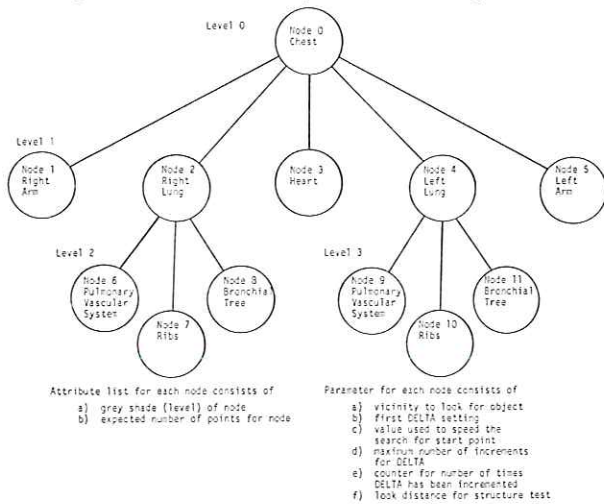 Level 0
Node 0
Chest
Level 1
Node 1
Right
Arm
Node 2
Right
Lung
Node 3
Heart
Node 4
Left
Lung
Node 5
Left
Arm
Level 2
Node 6
Pulmonary
Vascular
System
Node 7
Ribs
Node 8
Bronchial
Tree
Level 3
Node 9
Pulmonary
Vascular
System
Node 10
Ribs
Node 11
Bronchial
Tree
Attribute list for each node consists of
a) grey shade (level) of node
b) expected number of points for node
Parameter for each node consists of
a) vicinity to look for object
b) first DELTA setting
c) value used to speed the
search for start point
d) maximum number of increments
for DELTA
e) counter for number of times
DELTA has been incremented
f) look distance for structure test